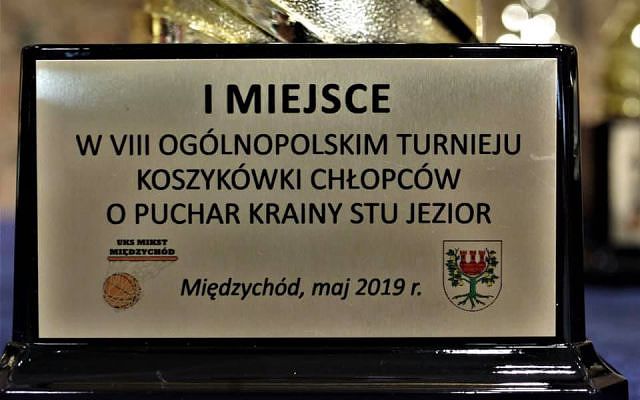 I MIEJSCE
W VIII OGÓLNOPOLSKIM TURNIEJU
KOSZYKÓWKI CHŁOPCÓW
O PUCHAR KRAINY STU JEZIOR
UKS MIKST
MIĘDZYCHÓD
Międzychód, maj 2019 r.